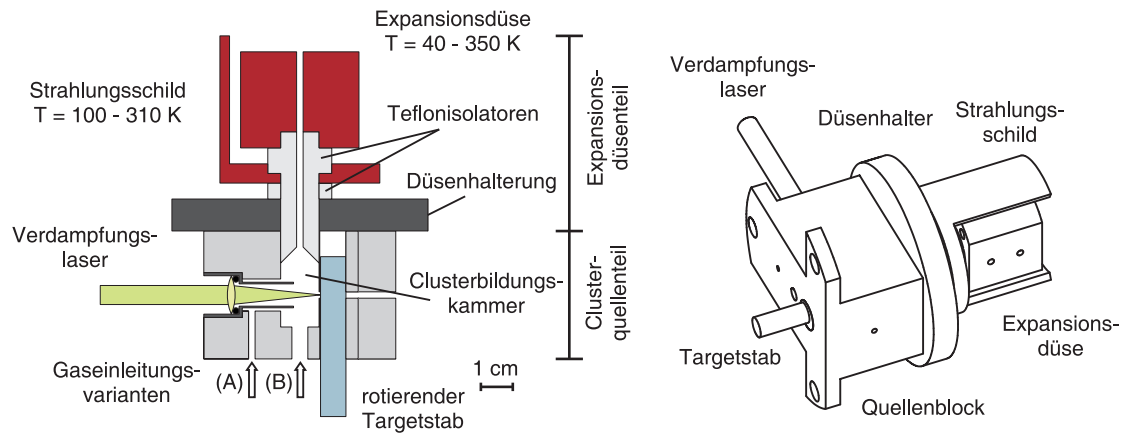 Expansionsdüse
T = 40 - 350 K
Strahlungsschild
T = 100 - 310 K
Teflonisolatoren
Düsenhalterung
Verdampfungs-
laser
Clusterbildungs-
kammer
Gaseinleitungs-
varianten
(A)
(B)
rotierender
Targetstab
1 cm
Expansions-
düsenteil
Cluster-
quellenteil
Verdampfungs-
laser
Düsenhalter
Strahlungs-
schild
Targetstab
Expansions-
düse
Quellenblock